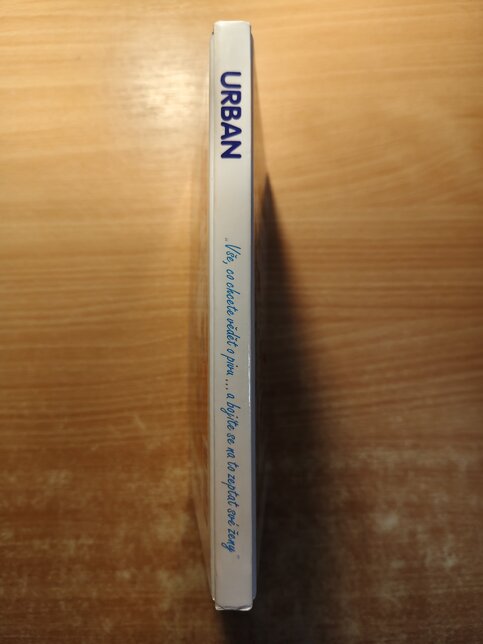 URBAN
„Vše, co chcete vědět o pivu... a bojíte se na to zeptat své ženy“